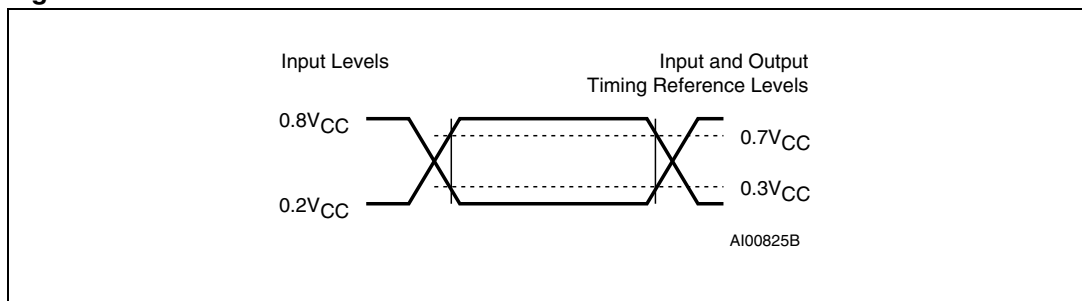 Input Levels
Input and Output
Timing Reference Levels
0.8VCC
0.7VCC
0.3VCC
0.2VCC
AI00825B